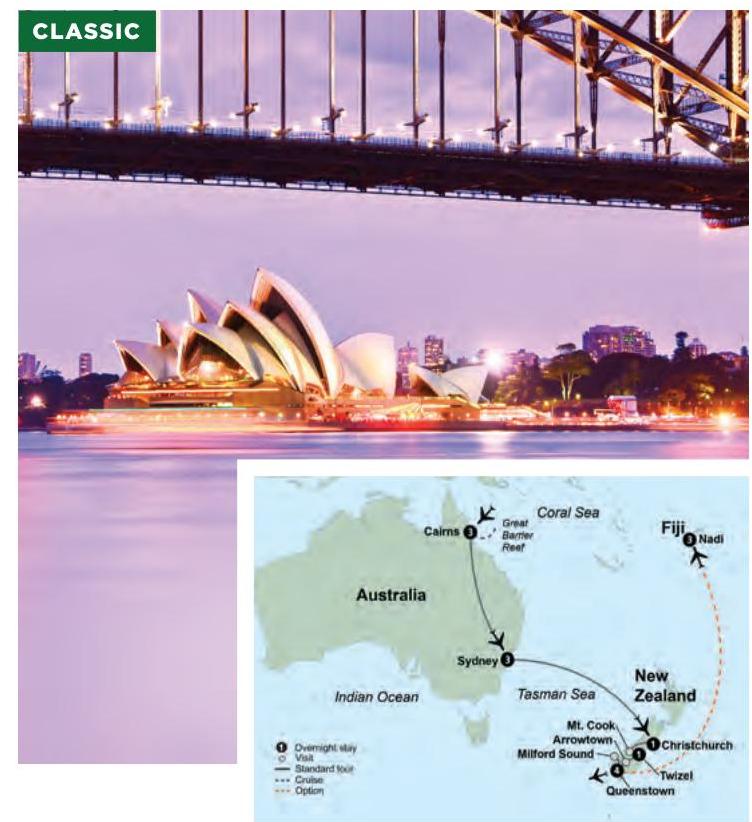 CLASSIC
Coral Sea
Cairns 3
Great
Barrier
Reef
Fiji
3 Nadi
Australia
Sydney 3
New
Zealand
Indian Ocean
Tasman Sea
Mt. Cook
Arrowtown
1 Christchurch
Milford Sound
1
Twizel
4
Queenstown
1 Overnight stay
Visit
Standard tour
Cruise
Option